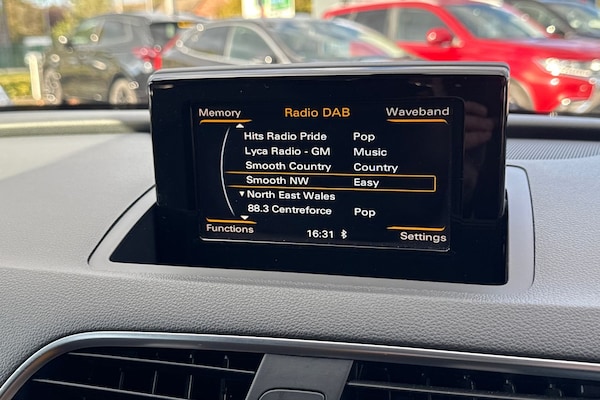 Memory Radio DAB Waveband
Hits Radio Pride Pop
Lyca Radio - GM Music
Smooth Country Country
Smooth NW Easy
North East Wales
88.3 Centreforce Pop
Functions 16:31 Settings